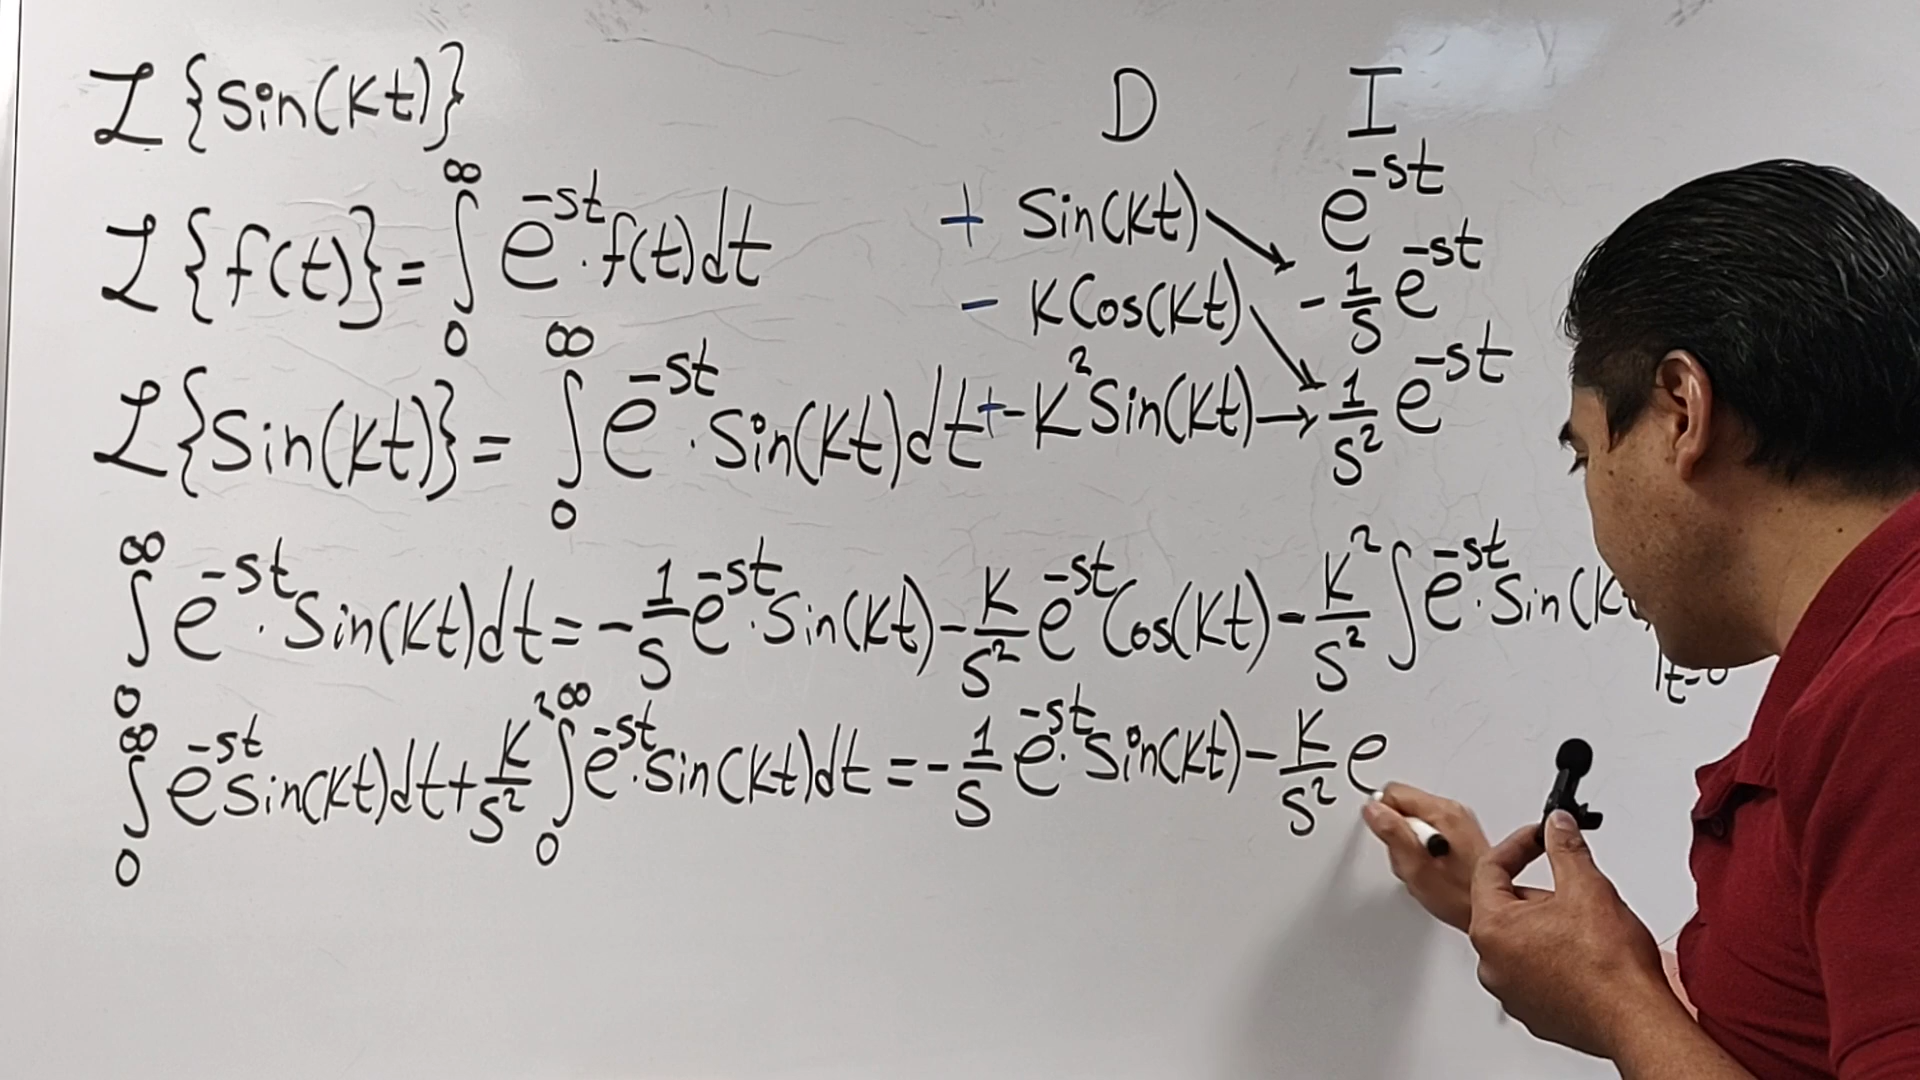 ℒ{Sin(Kt)}
ℒ{f(t)} = ∫₀^∞ e^(-st) · f(t)dt
ℒ{Sin(Kt)} = ∫₀^∞ e^(-st) · Sin(Kt)dt
D I
+ Sin(Kt) e^(-st)
- KCos(Kt) -1/S e^(-st)
+ -K²Sin(Kt) → 1/S² e^(-st)
∫₀^∞ e^(-st) · Sin(Kt)dt = -1/S e^(-st) · Sin(Kt) - K/S² e^(-st) Cos(Kt) - K²/S² ∫ e^(-st) · Sin(K
∫₀^∞ e^(-st) Sin(Kt)dt + K²/S² ∫₀^∞ e^(-st) · Sin(Kt)dt = -1/S e^(-st) · Sin(Kt) - K/S² e